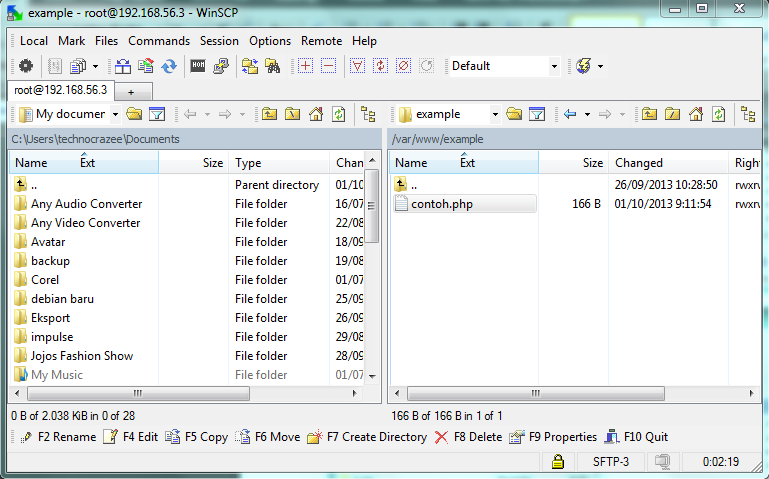 example - root@192.168.56.3 - WinSCP
Local Mark Files Commands Session Options Remote Help
Default
root@192.168.56.3 +
My documen example
C:\Users\technocrazee\Documents /var/www/example
Name Ext Size Type Chan Name Ext Size Changed Right
.. Parent directory 01/10 .. 26/09/2013 10:28:50 rwxrv
Any Audio Converter File folder 16/07 contoh.php 166 B 01/10/2013 9:11:54 rwxrv
Any Video Converter File folder 22/08
Avatar File folder 18/09
backup File folder 19/08
Corel File folder 01/07
debian baru File folder 25/09
Eksport File folder 26/09
impulse File folder 29/08
Jojos Fashion Show File folder 28/09
My Music File folder 01/07
0 B of 2.038 KiB in 0 of 28 166 B of 166 B in 1 of 1
F2 Rename F4 Edit F5 Copy F6 Move F7 Create Directory F8 Delete F9 Properties F10 Quit
SFTP-3 0:02:19